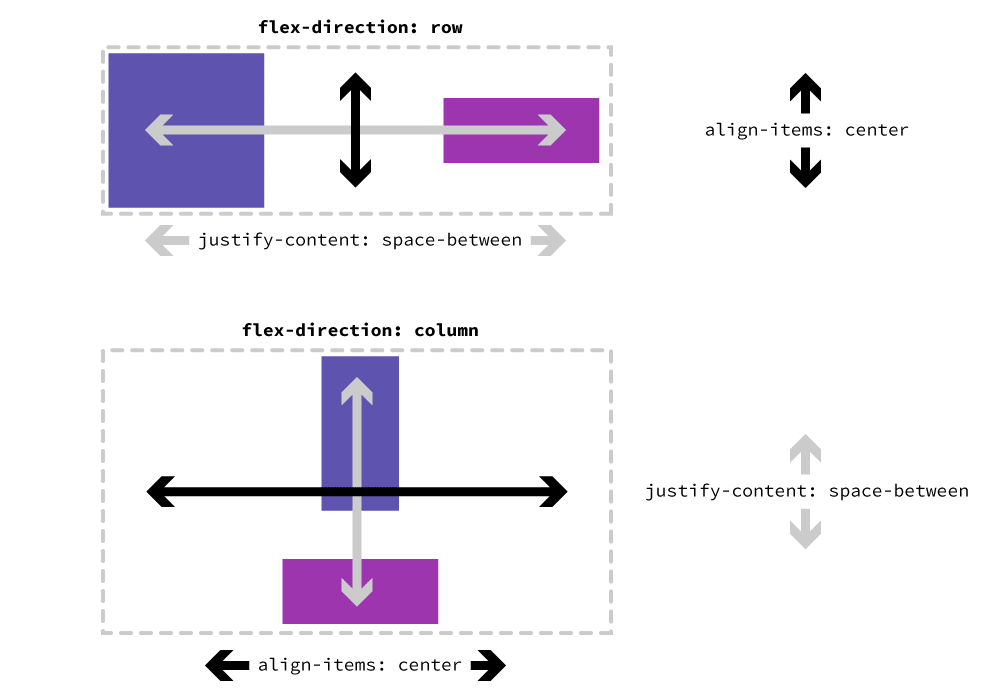 flex-direction: row
align-items: center
justify-content: space-between
flex-direction: column
justify-content: space-between
align-items: center